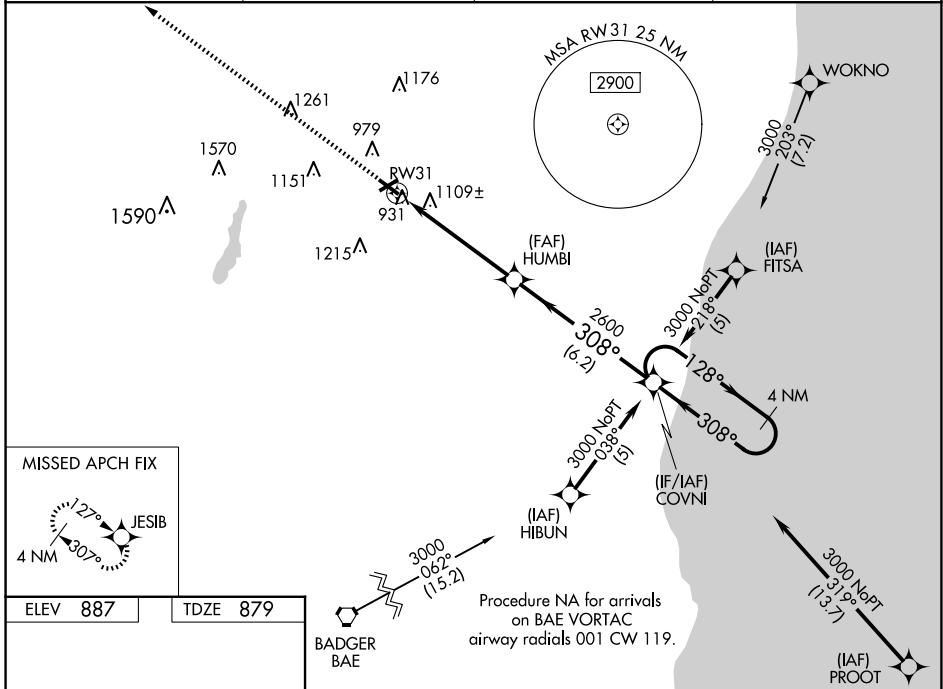 MSA RW31 25 NM
2900
WOKNO
3000
203°
(7.2)
1176
1261
979
1570
1151
RW31
1590
931
1109±
1215
(FAF)
HUMBI
(IAF)
FITSA
3000 NoPT
218°
(5)
2600
308°
(6.2)
128°
4 NM
308°
3000 NoPT
038°
(5)
(IF/IAF)
COVNI
(IAF)
HIBUN
MISSED APCH FIX
127°
JESIB
4 NM
307°
3000
062°
(15.2)
3000 NoPT
319°
(13.7)
ELEV 887
TDZE 879
BADGER
BAE
Procedure NA for arrivals
on BAE VORTAC
airway radials 001 CW 119.
(IAF)
PROOT